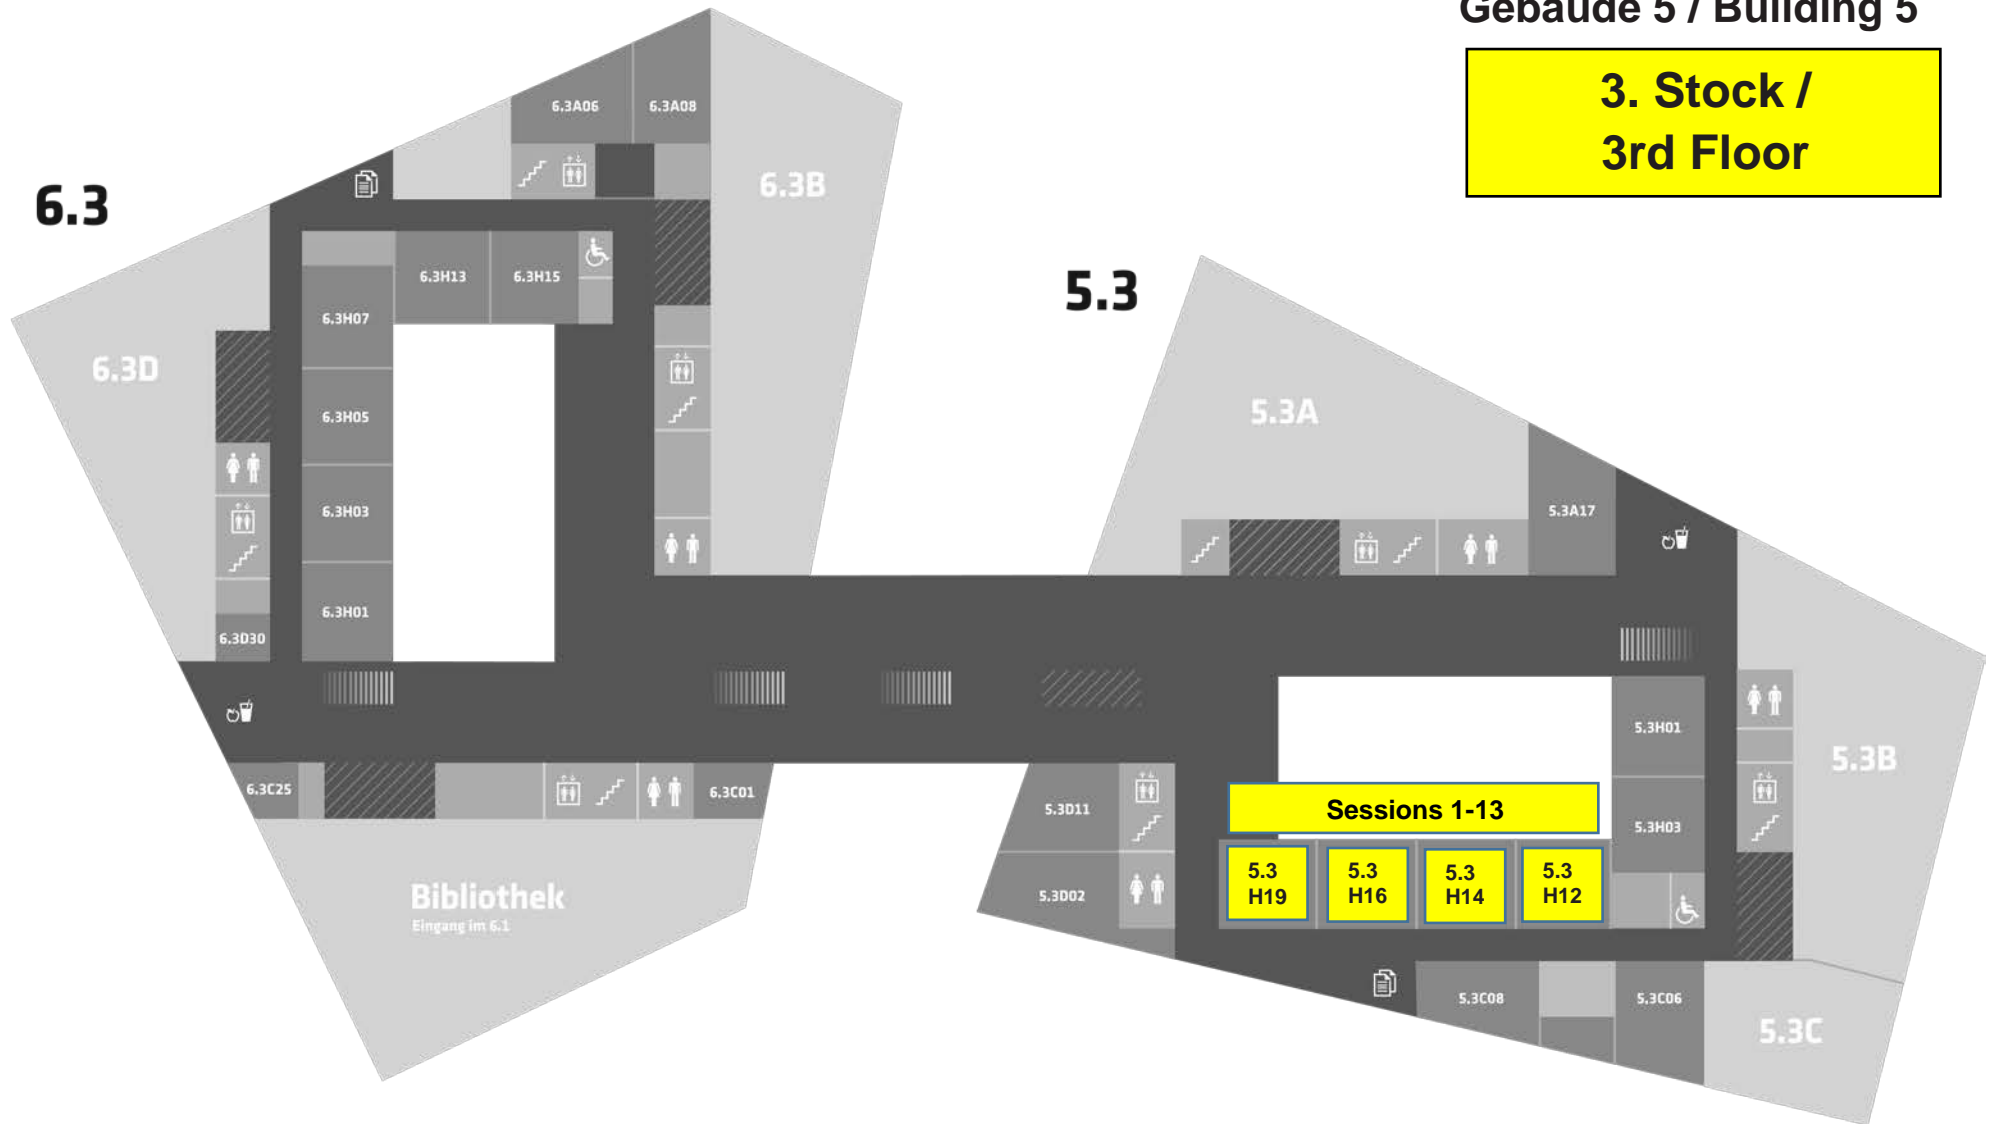 Gebäude 5 / Building 5
3. Stock /
3rd Floor
6.3
6.3A06
6.3A08
6.3B
6.3H13
6.3H15
6.3H07
6.3D
6.3H05
6.3H03
6.3H01
6.3D30
6.3C25
6.3C01
Bibliothek
Eingang im 6.1
5.3
5.3A
5.3A17
5.3H01
5.3B
5.3H03
5.3D11
5.3D02
Sessions 1-13
5.3
H19
5.3
H16
5.3
H14
5.3
H12
5.3C08
5.3C06
5.3C